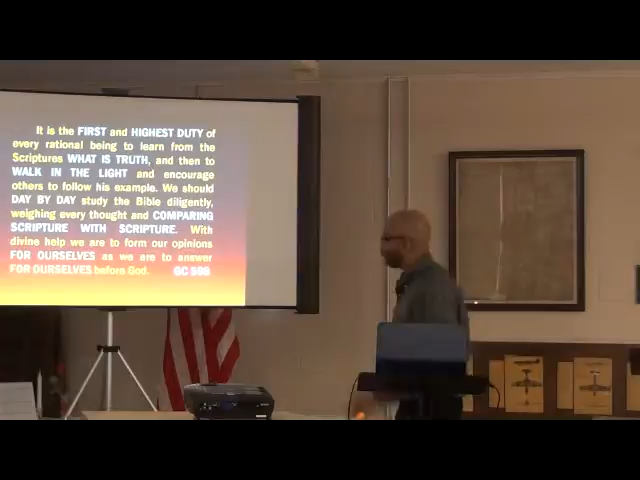 It is the FIRST and HIGHEST DUTY of
every rational being to learn from the
Scriptures WHAT IS TRUTH, and then to
WALK IN THE LIGHT and encourage
others to follow his example. We should
DAY BY DAY study the Bible diligently,
weighing every thought and COMPARING
SCRIPTURE WITH SCRIPTURE. With
divine help we are to form our opinions
FOR OURSELVES as we are to answer
FOR OURSELVES before God. GC 598